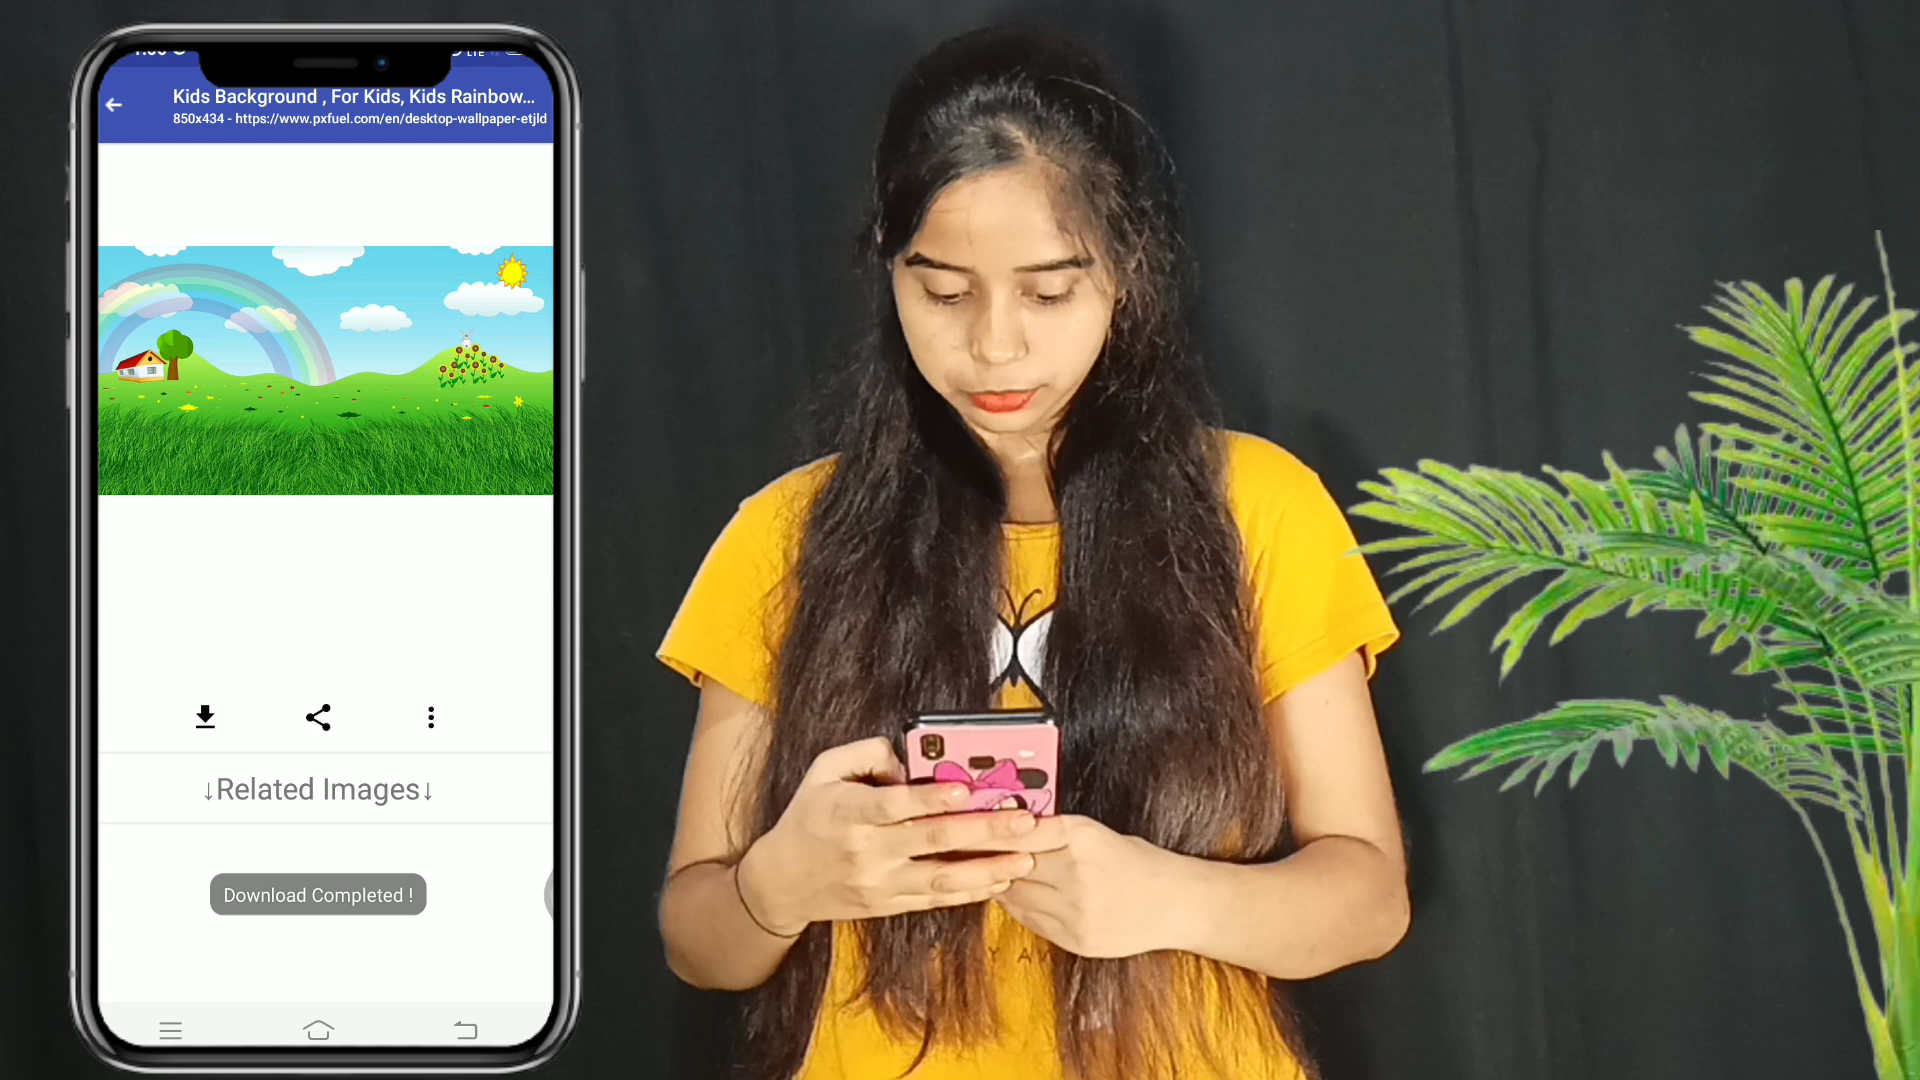 Kids Background , For Kids, Kids Rainbow...
850x434 - https://www.pxfuel.com/en/desktop-wallpaper-etjld
↓Related Images↓
Download Completed !